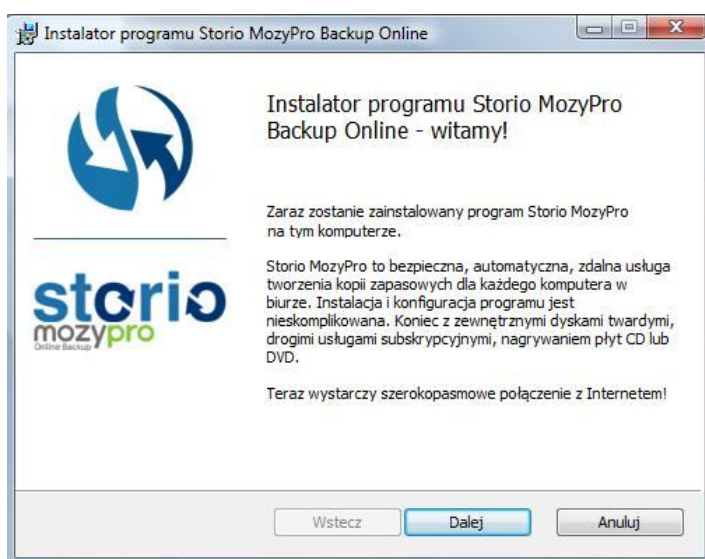 Instalator programu Storio MozyPro Backup Online
Instalator programu Storio MozyPro
Backup Online - witamy!
Zaraz zostanie zainstalowany program Storio MozyPro
na tym komputerze.
storio
mozypro
Online Backup
Storio MozyPro to bezpieczna, automatyczna, zdalna usługa
tworzenia kopii zapasowych dla każdego komputera w
biurze. Instalacja i konfiguracja programu jest
nieskomplikowana. Koniec z zewnętrznymi dyskami twardymi,
drogimi usługami subskrypcyjnymi, nagrywaniem płyt CD lub
DVD.
Teraz wystarczy szerokopasmowe połączenie z Internetem!
Wstecz
Dalej
Anuluj